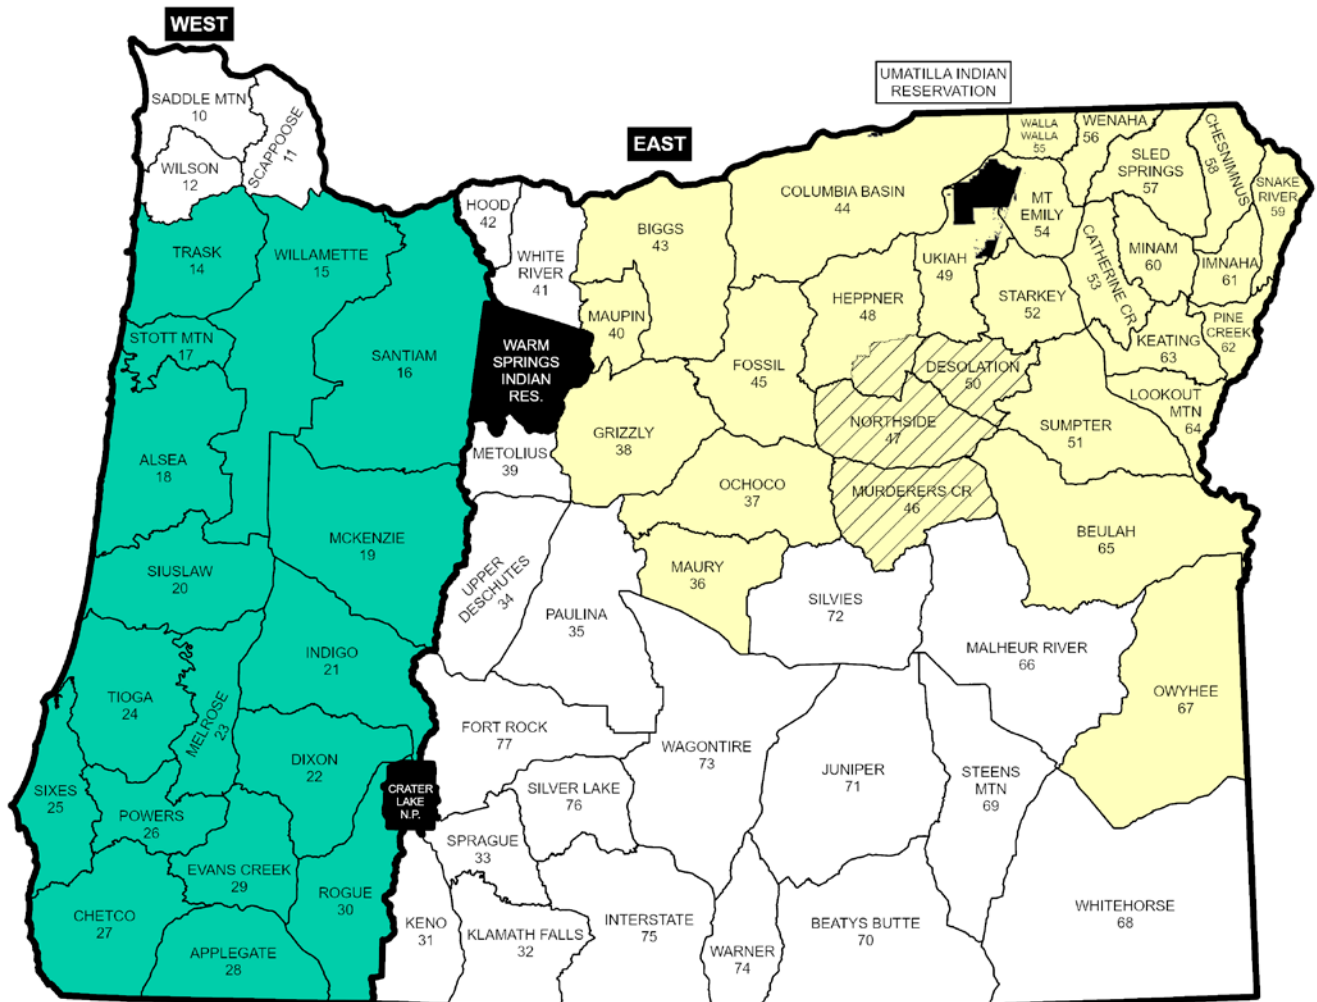 WEST
EAST
UMATILLA INDIAN
RESERVATION
SADDLE MTN
10
SCAPPOOSE
11
WILSON
12
TRASK
14
WILLAMETTE
15
SANTIAM
16
STOTT MTN
17
ALSEA
18
MCKENZIE
19
SIUSLAW
20
INDIGO
21
DIXON
22
MELROSE
23
TIOGA
24
SIXES
25
POWERS
26
CHETCO
27
APPLEGATE
28
EVANS CREEK
29
ROGUE
30
CRATER
LAKE
N.P.
KENO
31
KLAMATH FALLS
32
SPRAGUE
33
UPPER
DESCHUTES
34
PAULINA
35
MAURY
36
OCHOCO
37
GRIZZLY
38
METOLIUS
39
WARM
SPRINGS
INDIAN
RES.
MAUPIN
40
WHITE
RIVER
41
HOOD
42
BIGGS
43
COLUMBIA BASIN
44
FOSSIL
45
MURDERERS CR
46
NORTHSIDE
47
HEPPNER
48
UKIAH
49
DESOLATION
50
SUMPTER
51
STARKEY
52
CATHERINE CR
53
MT
EMILY
54
WALLA
WALLA
55
WENAHA
56
SLED
SPRINGS
57
CHESNIMNUS
58
SNAKE
RIVER
59
MINAM
60
IMNAHA
61
PINE
CREEK
62
KEATING
63
LOOKOUT
MTN
64
BEULAH
65
MALHEUR RIVER
66
OWYHEE
67
WHITEHORSE
68
STEENS
MTN
69
BEATYS BUTTE
70
JUNIPER
71
SILVIES
72
WAGONTIRE
73
WARNER
74
INTERSTATE
75
SILVER LAKE
76
FORT ROCK
77